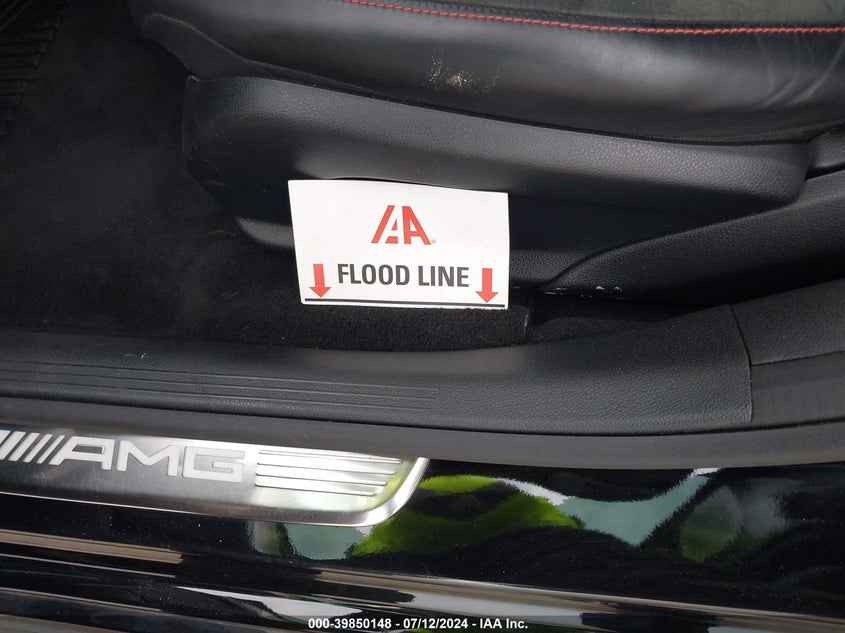 IAA
FLOOD LINE
AMG
000-39850148 - 07/12/2024 - IAA Inc.